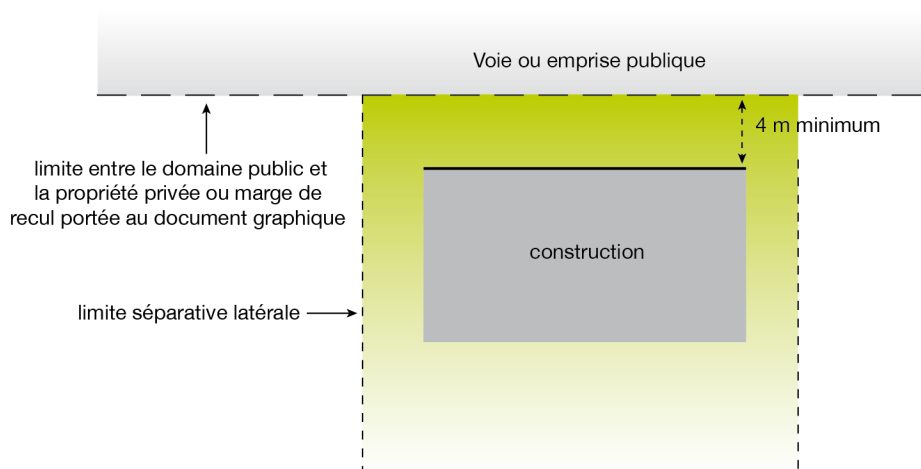 Voie ou emprise publique
4 m minimum
limite entre le domaine public et
la propriété privée ou marge de
recul portée au document graphique
construction
limite séparative latérale